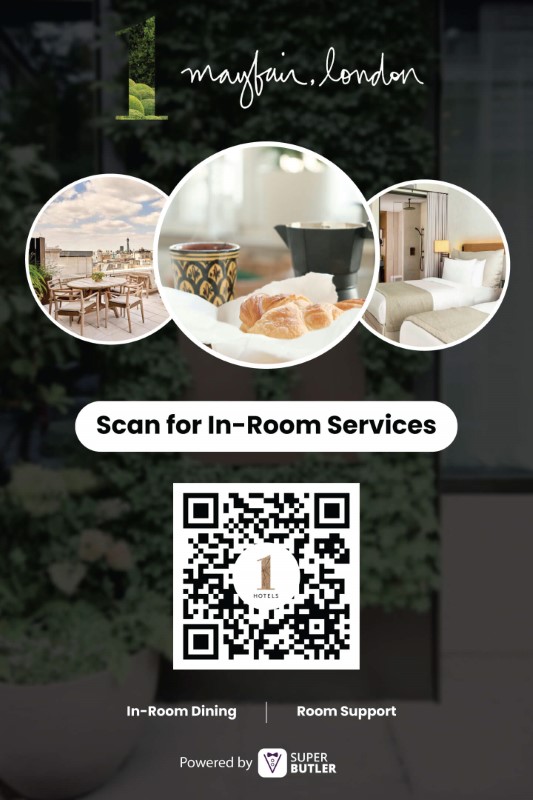 1 mayfair, london
Scan for In-Room Services
1
HOTELS
In-Room Dining | Room Support
Powered by SUPER
BUTLER